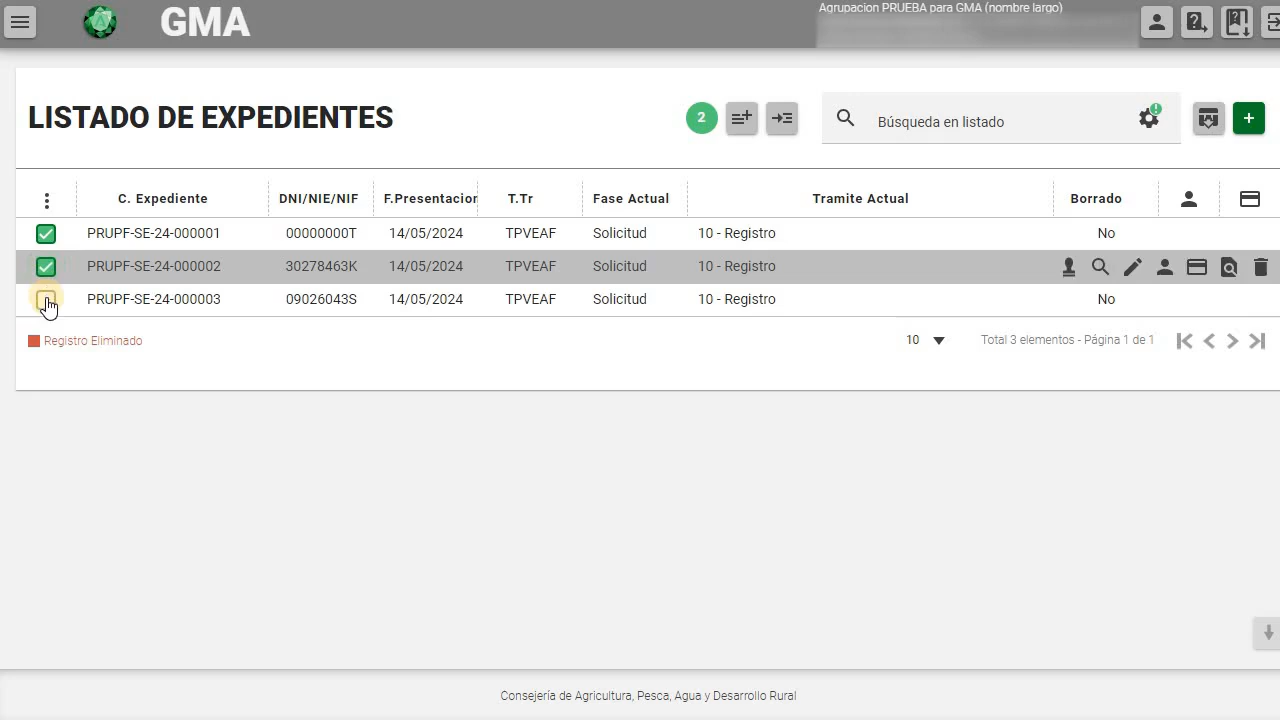 GMA
Agrupacion PRUEBA para GMA (nombre largo)
LISTADO DE EXPEDIENTES
2
Búsqueda en listado
C. Expediente DNI/NIE/NIF F.Presentacior T.Tr Fase Actual Tramite Actual Borrado
PRUPF-SE-24-000001 00000000T 14/05/2024 TPVEAF Solicitud 10 - Registro No
PRUPF-SE-24-000002 30278463K 14/05/2024 TPVEAF Solicitud 10 - Registro
PRUPF-SE-24-000003 09026043S 14/05/2024 TPVEAF Solicitud 10 - Registro No
Registro Eliminado 10 Total 3 elementos - Página 1 de 1
Consejería de Agricultura, Pesca, Agua y Desarrollo Rural